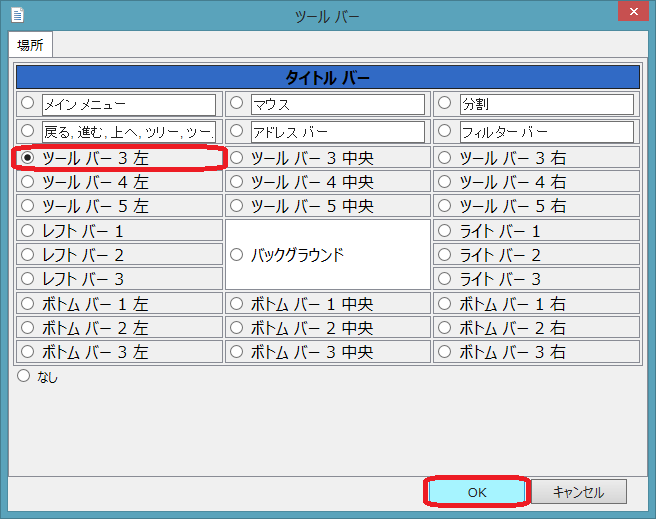 ツール バー
場所
タイトル バー
メイン メニュー マウス 分割
戻る, 進む, 上へ, ツリー, ツー. アドレス バー フィルター バー
ツール バー 3 左 ツール バー 3 中央 ツール バー 3 右
ツール バー 4 左 ツール バー 4 中央 ツール バー 4 右
ツール バー 5 左 ツール バー 5 中央 ツール バー 5 右
レフト バー 1 ライト バー 1
レフト バー 2 バックグラウンド ライト バー 2
レフト バー 3 ライト バー 3
ボトム バー 1 左 ボトム バー 1 中央 ボトム バー 1 右
ボトム バー 2 左 ボトム バー 2 中央 ボトム バー 2 右
ボトム バー 3 左 ボトム バー 3 中央 ボトム バー 3 右
なし
OK キャンセル